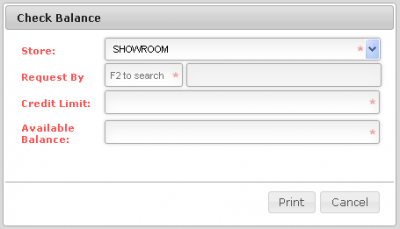 Check Balance
Store: SHOWROOM *
Request By F2 to search *
Credit Limit: *
Available
Balance: *
Print Cancel